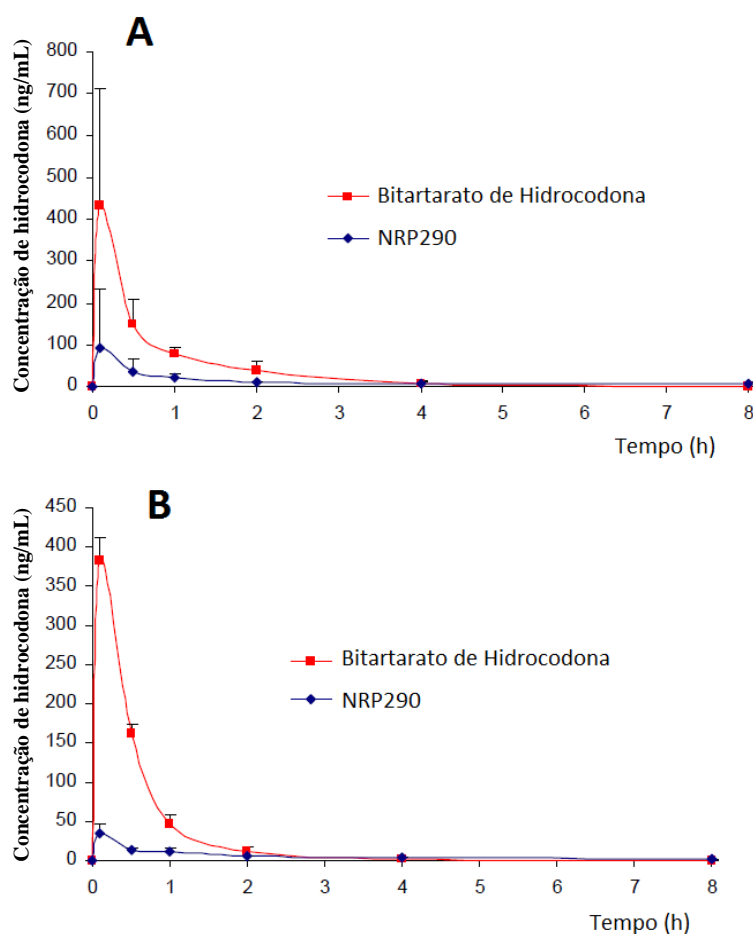 A
Concentração de hidrocodona (ng/mL)
800
700
600
500
400
300
200
100
0
Bitartarato de Hidrocodona
NRP290
0 1 2 3 4 5 6 7 8
Tempo (h)
B
Concentração de hidrocodona (ng/mL)
450
400
350
300
250
200
150
100
50
0
Bitartarato de Hidrocodona
NRP290
0 1 2 3 4 5 6 7 8
Tempo (h)